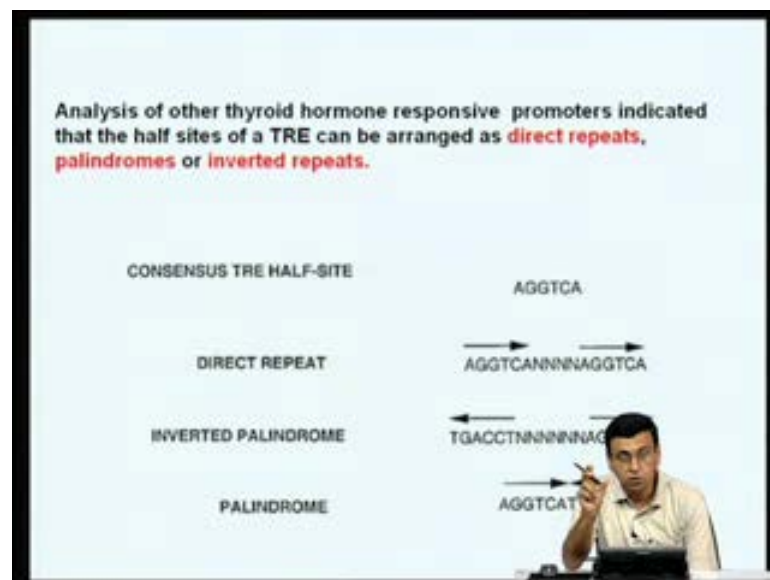 Analysis of other thyroid hormone responsive promoters indicated
that the half sites of a TRE can be arranged as direct repeats,
palindromes or inverted repeats.
CONSENSUS TRE HALF-SITE
AGGTCA
DIRECT REPEAT
AGGTCANNNNAGGTCA
INVERTED PALINDROME
TGACCTNNNNNNAG
PALINDROME
AGGTCAT